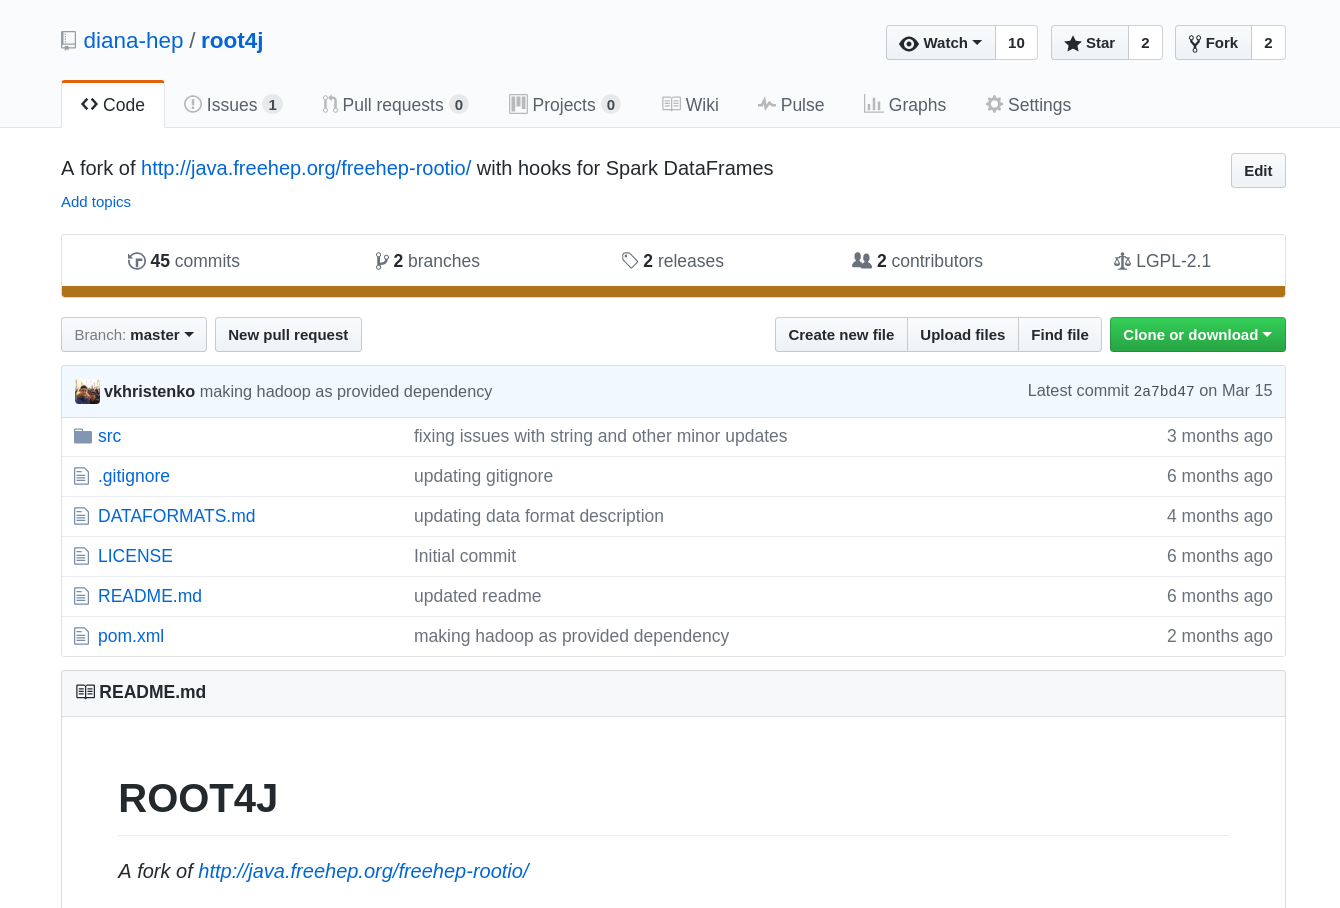 diana-hep / root4j
Watch 10 Star 2 Fork 2
Code Issues 1 Pull requests 0 Projects 0 Wiki Pulse Graphs Settings
A fork of http://java.freehep.org/freehep-rootio/ with hooks for Spark DataFrames Edit
Add topics
45 commits 2 branches 2 releases 2 contributors LGPL-2.1
Branch: master New pull request Create new file Upload files Find file Clone or download
vkhristenko making hadoop as provided dependency Latest commit 2a7bd47 on Mar 15
src fixing issues with string and other minor updates 3 months ago
.gitignore updating gitignore 6 months ago
DATAFORMATS.md updating data format description 4 months ago
LICENSE Initial commit 6 months ago
README.md updated readme 6 months ago
pom.xml making hadoop as provided dependency 2 months ago
README.md
ROOT4J
A fork of http://java.freehep.org/freehep-rootio/